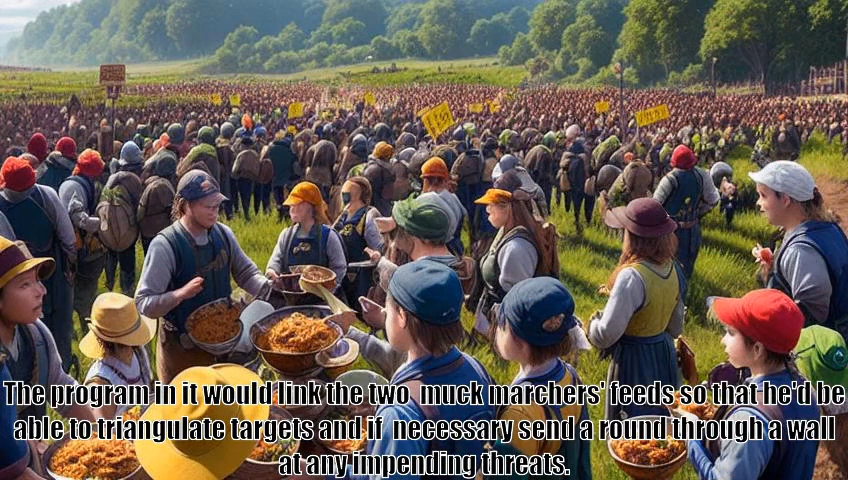 The program in it would link the two muck marchers' feeds so that he'd be
able to triangulate targets and if necessary send a round through a wall
at any impending threats.